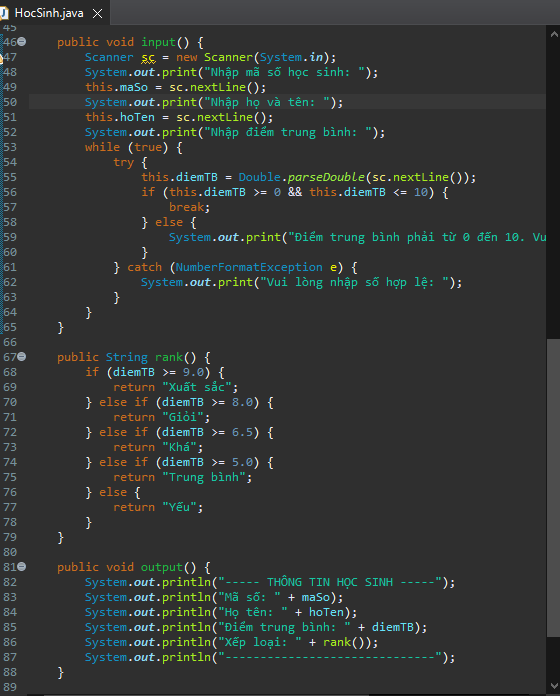 HocSinh.java
45
46    public void input() {
47        Scanner sc = new Scanner(System.in);
48        System.out.print("Nhập mã số học sinh: ");
49        this.maSo = sc.nextLine();
50        System.out.print("Nhập họ và tên: ");
51        this.hoTen = sc.nextLine();
52        System.out.print("Nhập điểm trung bình: ");
53        while (true) {
54            try {
55                this.diemTB = Double.parseDouble(sc.nextLine());
56                if (this.diemTB >= 0 && this.diemTB <= 10) {
57                    break;
58                } else {
59                    System.out.print("Điểm trung bình phải từ 0 đến 10. Vu
60                }
61            } catch (NumberFormatException e) {
62                System.out.print("Vui lòng nhập số hợp lệ: ");
63            }
64        }
65    }
66
67    public String rank() {
68        if (diemTB >= 9.0) {
69            return "Xuất sắc";
70        } else if (diemTB >= 8.0) {
71            return "Giỏi";
72        } else if (diemTB >= 6.5) {
73            return "Khá";
74        } else if (diemTB >= 5.0) {
75            return "Trung bình";
76        } else {
77            return "Yếu";
78        }
79    }
80
81    public void output() {
82        System.out.println("----- THÔNG TIN HỌC SINH -----");
83        System.out.println("Mã số: " + maSo);
84        System.out.println("Họ tên: " + hoTen);
85        System.out.println("Điểm trung bình: " + diemTB);
86        System.out.println("Xếp loại: " + rank());
87        System.out.println("----------------------------");
88    }
89